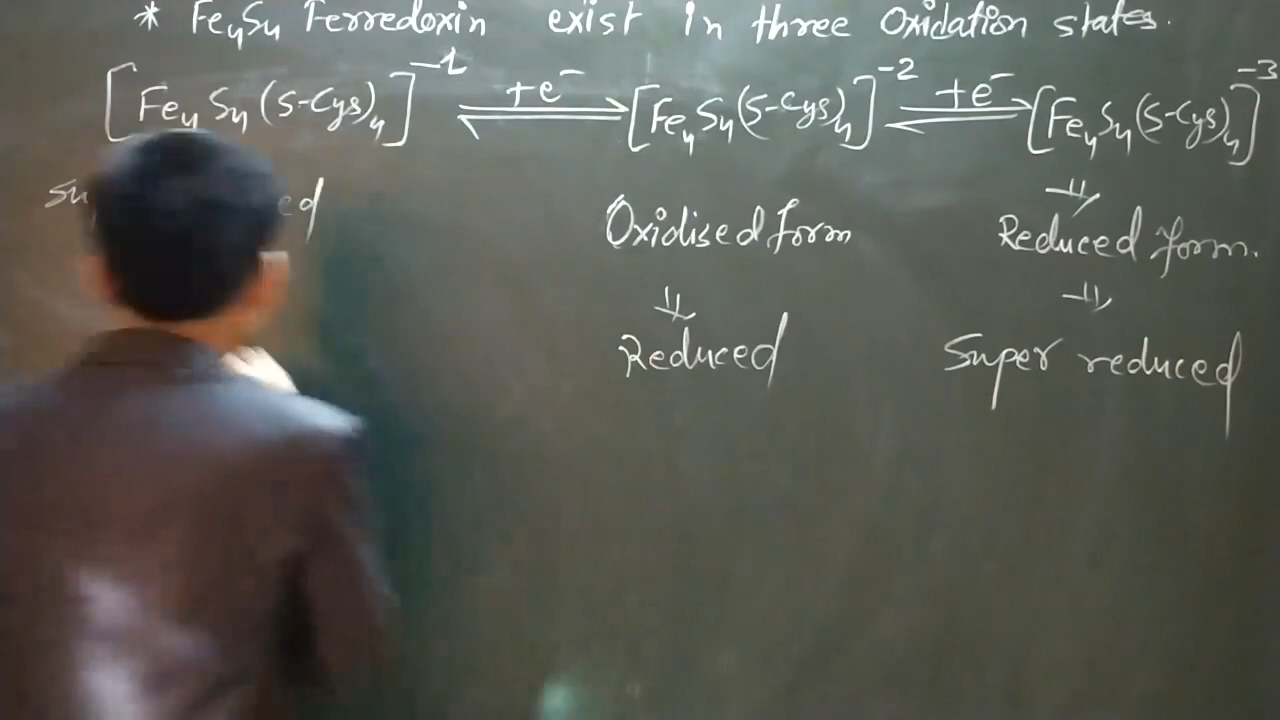 * Fe₄S₄ Ferredoxin exist in three Oxidation states.
[Fe₄S₄(S-Cys)₄]⁻¹ ⇌ +e⁻ [Fe₄S₄(S-Cys)₄]⁻² ⇌ +e⁻ [Fe₄S₄(S-Cys)₄]⁻³
Oxidised form
⇓
Reduced
⇓
Reduced form.
⇓
Super reduced